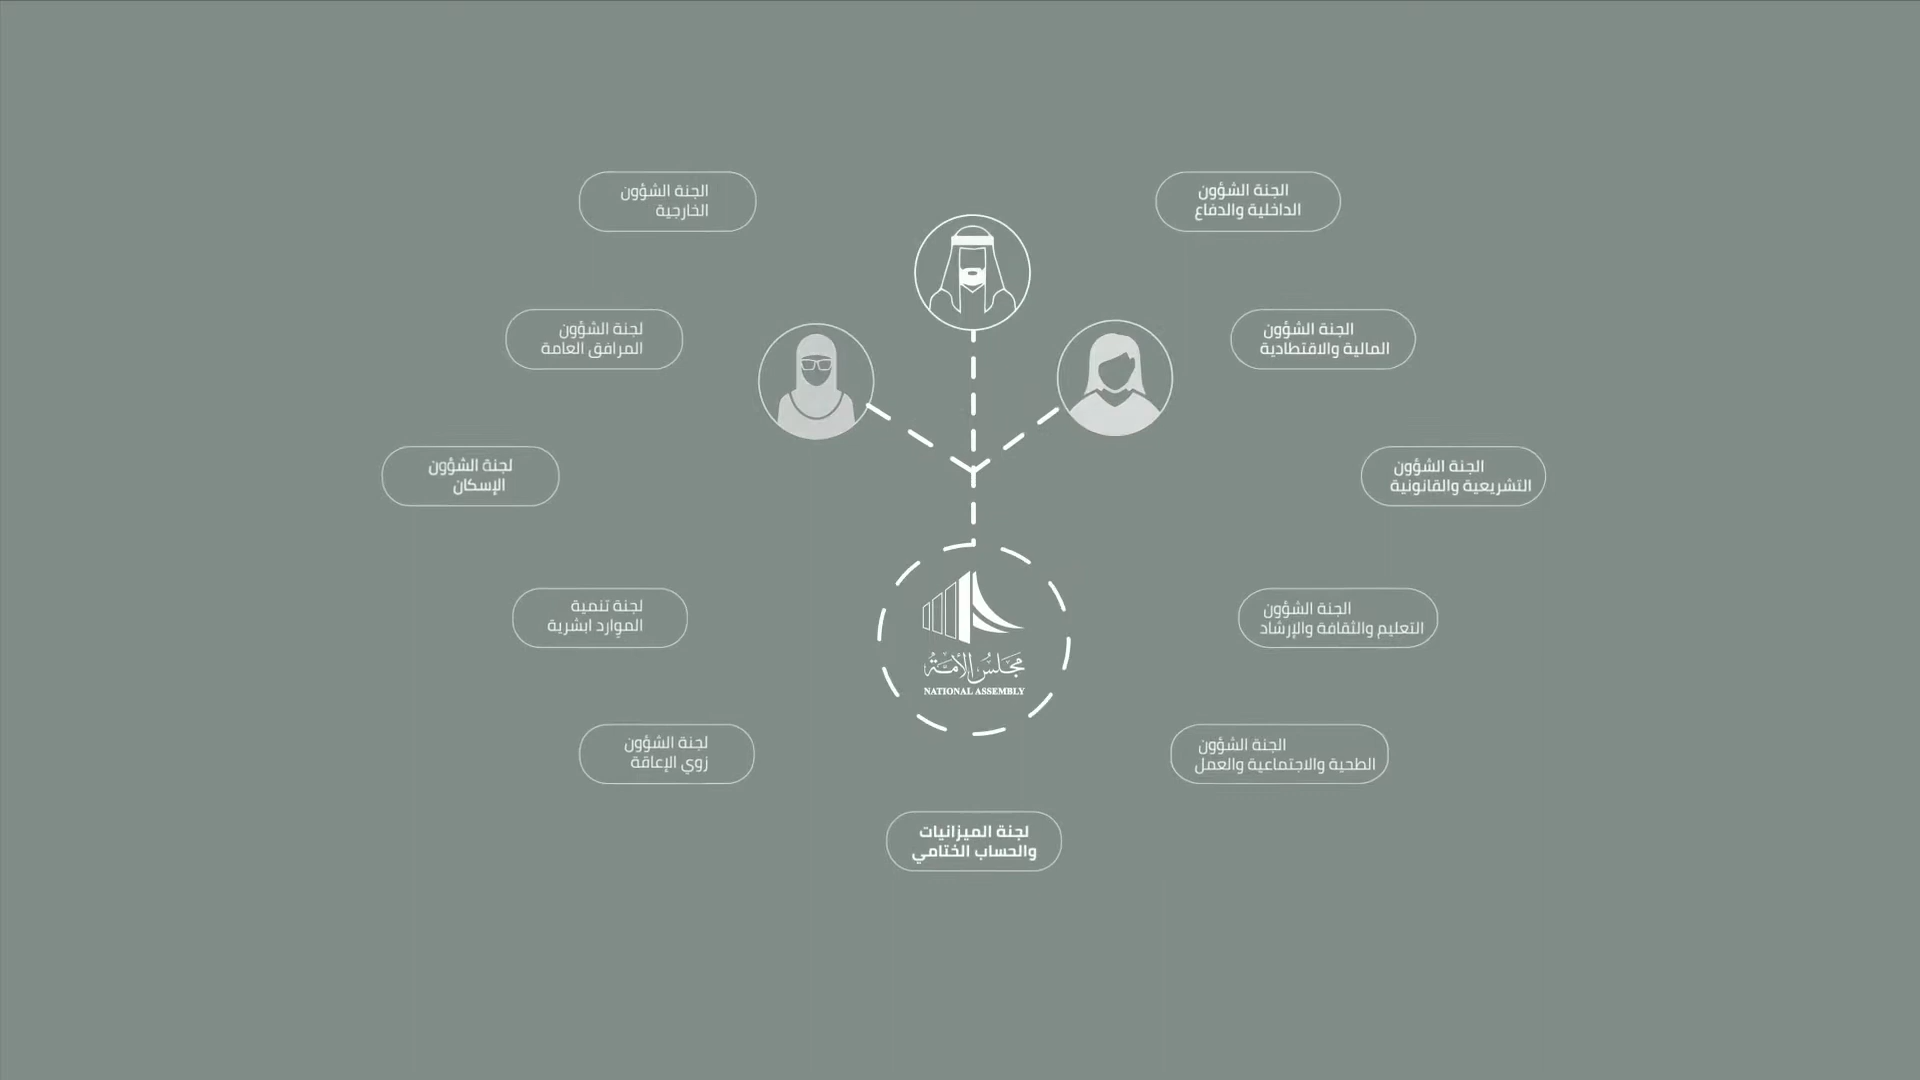 الجنة الشؤون
الداخلية والدفاع
الجنة الشؤون
الخارجية
الجنة الشؤون
المالية والاقتطادية
لجنة الشؤون
المرافق العامة
الجنة الشؤون
التشريعية والقانونية
لجنة الشؤون
الإسكان
الجنة الشؤون
التعليم والثقافة والإرشاد
لجنة تنمية
الموارد ابشرية
مجلس الأمة
NATIONAL ASSEMBLY
الجنة الشؤون
الطحية والاجتماعية والعمل
لجنة الشؤون
زوي الإعاقة
لجنة الميزانيات
والحساب الختامي